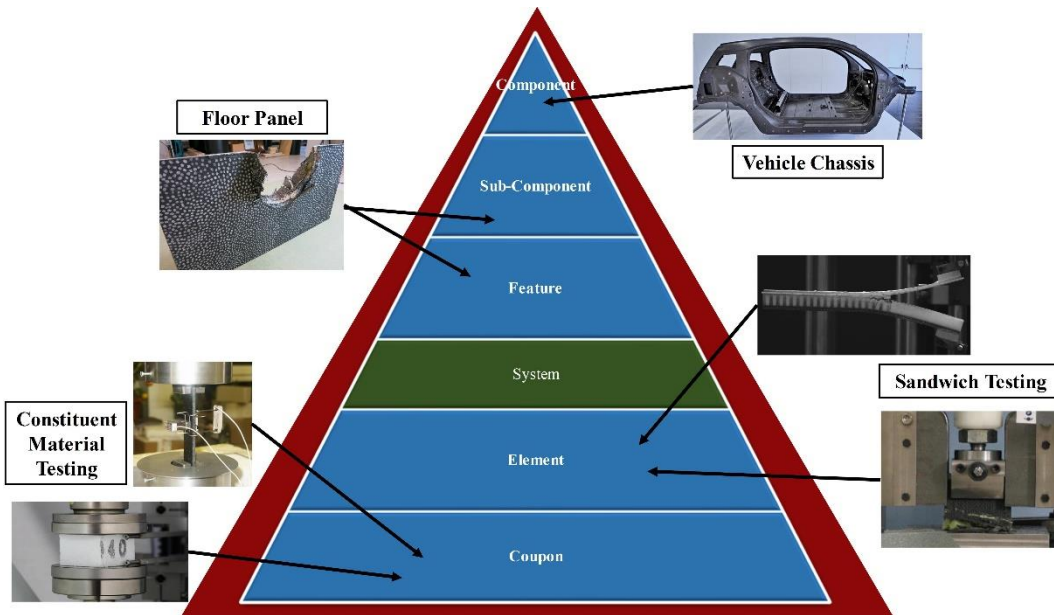 Component
Vehicle Chassis
Floor Panel
Sub-Component
Feature
System
Sandwich Testing
Constituent
Material
Testing
Element
140
Coupon